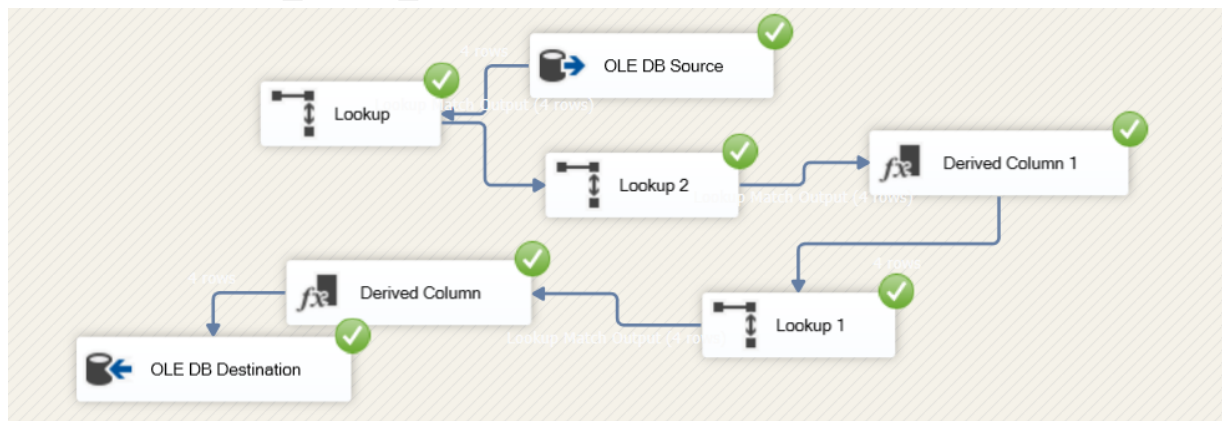 4 rows
OLE DB Source
Lookup
Lookup Match Output (4 rows)
Lookup 2
Derived Column 1
Lookup Match Output (4 rows)
4 rows
Derived Column
4 rows
Lookup 1
Lookup Match Output (4 rows)
OLE DB Destination